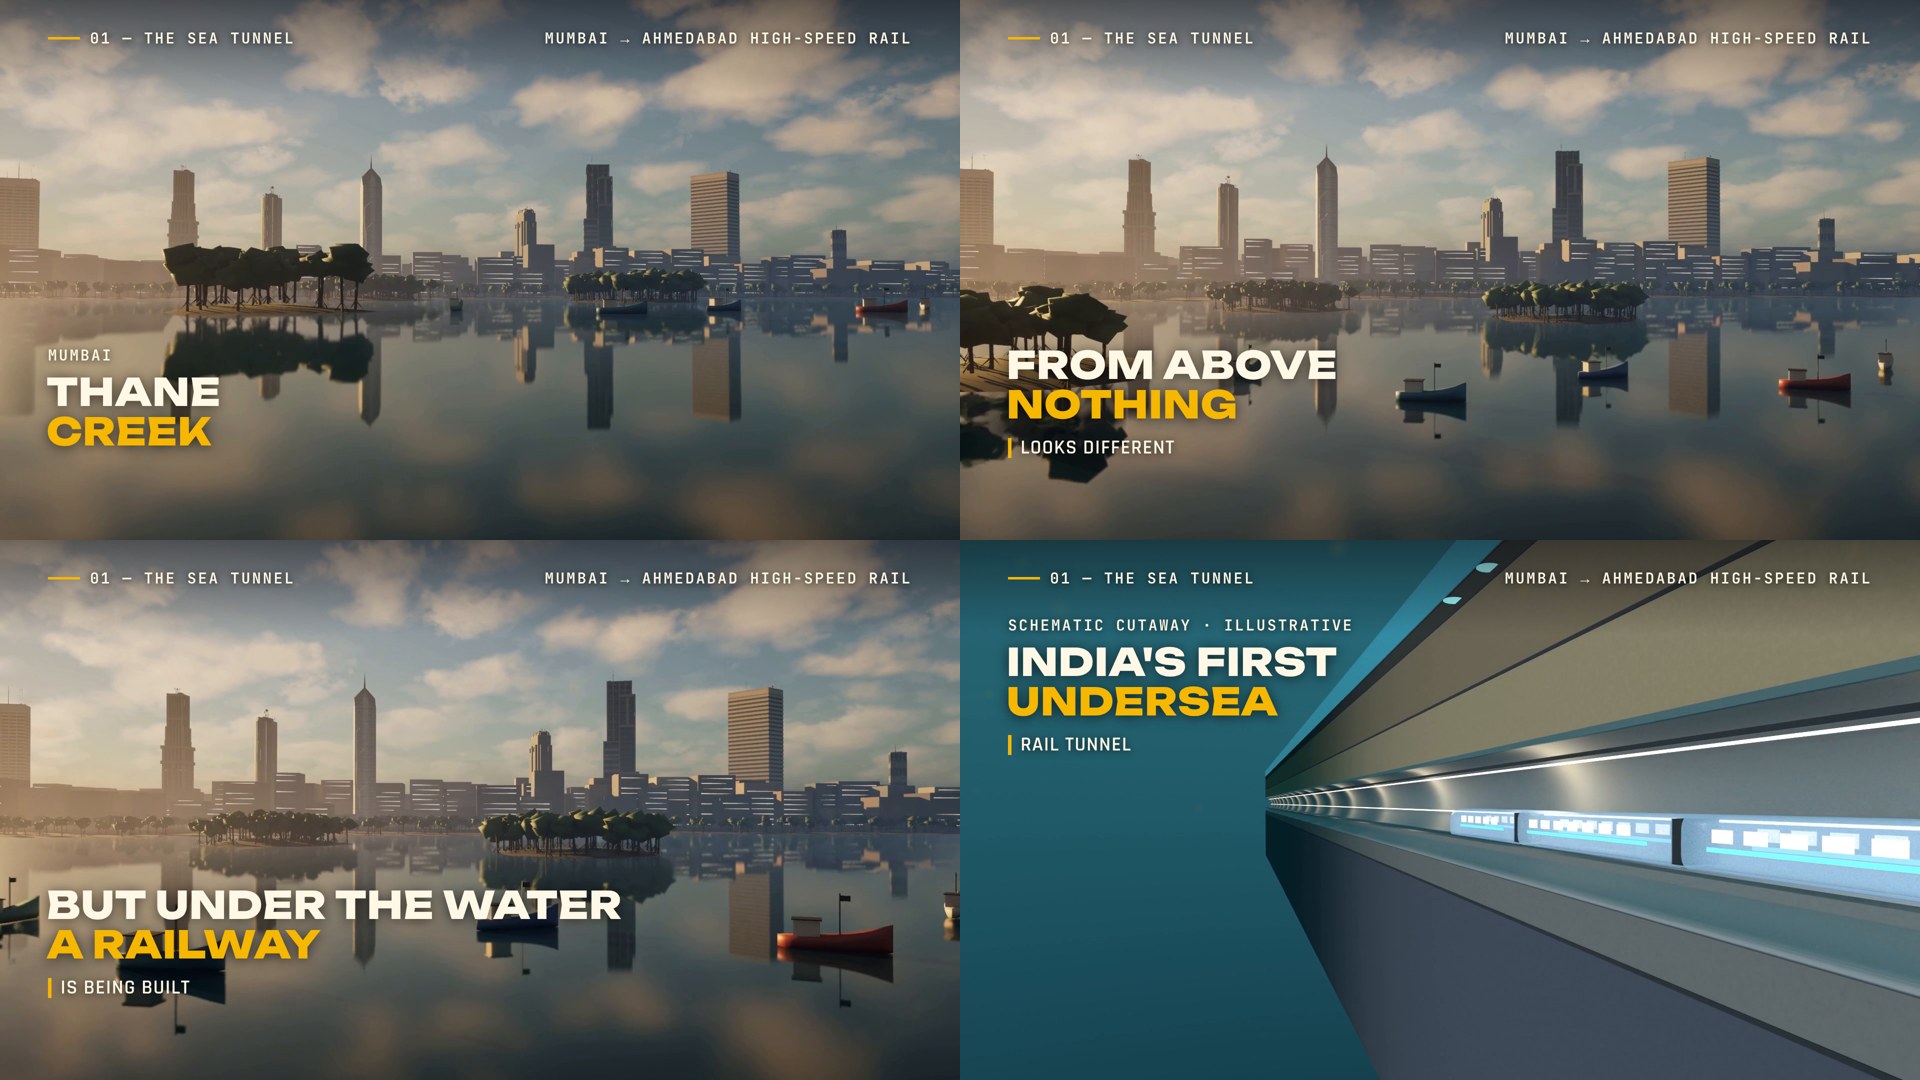 01 — THE SEA TUNNEL
MUMBAI → AHMEDABAD HIGH-SPEED RAIL
MUMBAI
THANE
CREEK
01 — THE SEA TUNNEL
MUMBAI → AHMEDABAD HIGH-SPEED RAIL
FROM ABOVE
NOTHING
LOOKS DIFFERENT
01 — THE SEA TUNNEL
MUMBAI → AHMEDABAD HIGH-SPEED RAIL
BUT UNDER THE WATER
A RAILWAY
IS BEING BUILT
01 — THE SEA TUNNEL
MUMBAI → AHMEDABAD HIGH-SPEED RAIL
SCHEMATIC CUTAWAY · ILLUSTRATIVE
INDIA'S FIRST
UNDERSEA
RAIL TUNNEL